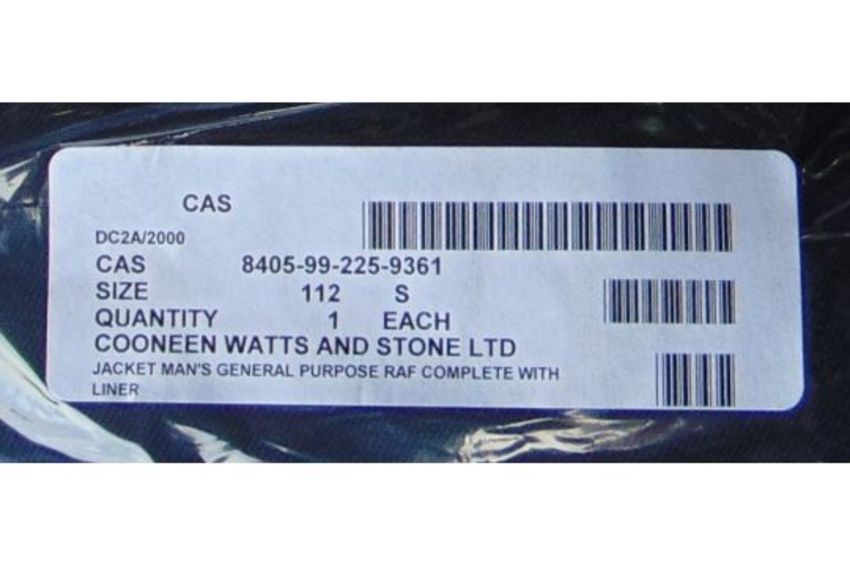 CAS
DC2A/2000
CAS 8405-99-225-9361
SIZE 112 S
QUANTITY 1 EACH
COONEEN WATTS AND STONE LTD
JACKET MAN'S GENERAL PURPOSE RAF COMPLETE WITH
LINER